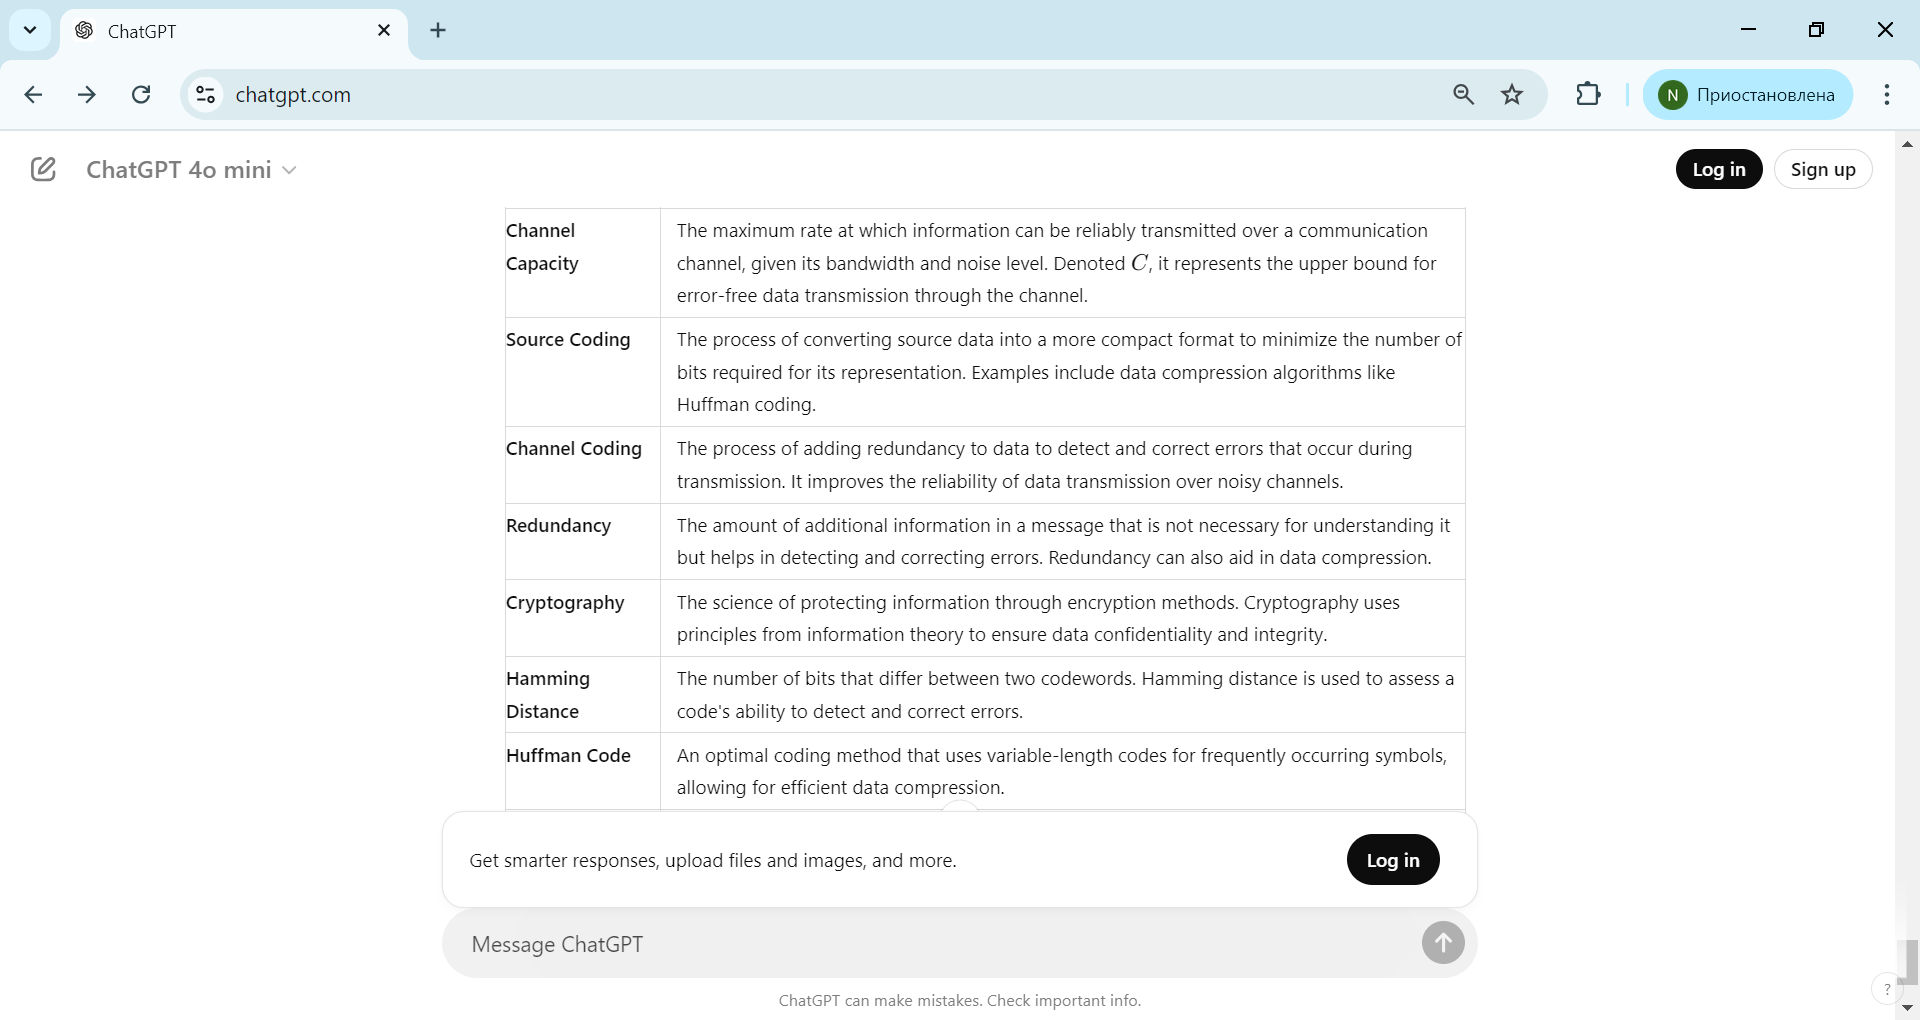 ChatGPT
chatgpt.com
N
Приостановлена
ChatGPT 4o mini
Log in
Sign up
Channel
Capacity
The maximum rate at which information can be reliably transmitted over a communication
channel, given its bandwidth and noise level. Denoted C, it represents the upper bound for
error-free data transmission through the channel.
Source Coding
The process of converting source data into a more compact format to minimize the number of
bits required for its representation. Examples include data compression algorithms like
Huffman coding.
Channel Coding
The process of adding redundancy to data to detect and correct errors that occur during
transmission. It improves the reliability of data transmission over noisy channels.
Redundancy
The amount of additional information in a message that is not necessary for understanding it
but helps in detecting and correcting errors. Redundancy can also aid in data compression.
Cryptography
The science of protecting information through encryption methods. Cryptography uses
principles from information theory to ensure data confidentiality and integrity.
Hamming
Distance
The number of bits that differ between two codewords. Hamming distance is used to assess a
code's ability to detect and correct errors.
Huffman Code
An optimal coding method that uses variable-length codes for frequently occurring symbols,
allowing for efficient data compression.
Get smarter responses, upload files and images, and more.
Log in
Message ChatGPT
ChatGPT can make mistakes. Check important info.
?